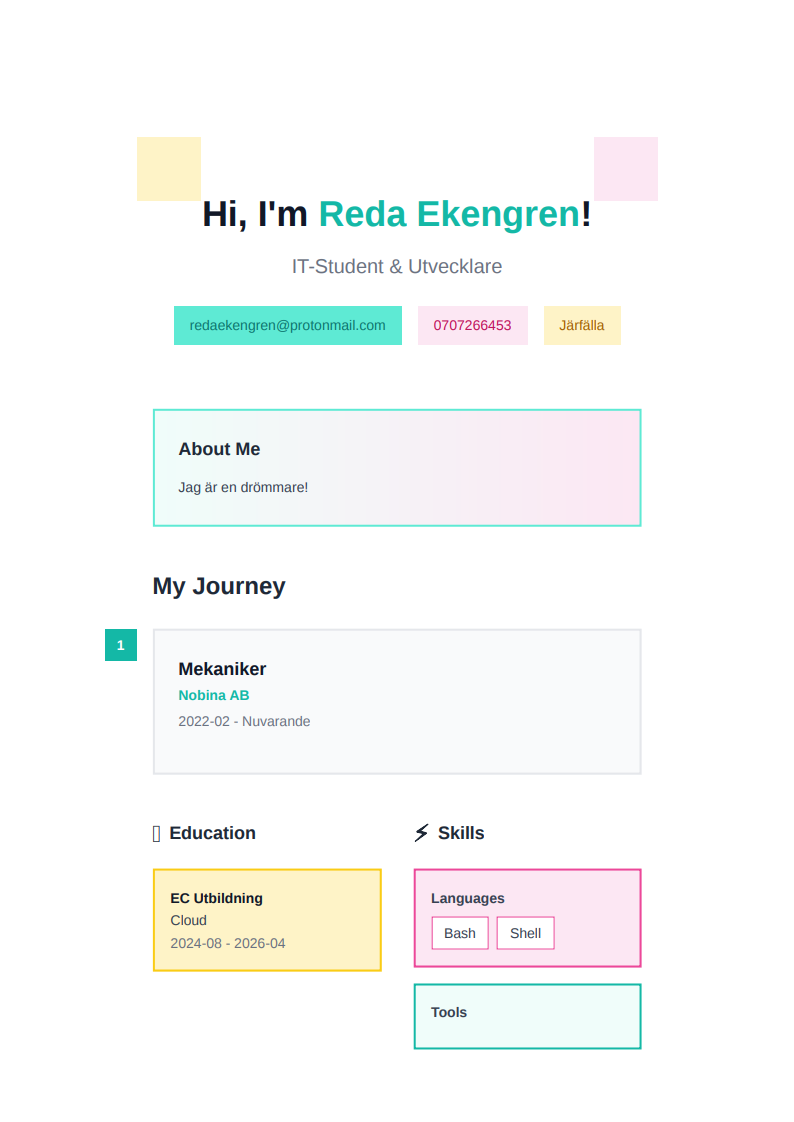 Hi, I'm Reda Ekengren!
IT-Student & Utvecklare
redaekengren@protonmail.com
0707266453
Järfälla
About Me
Jag är en drömmare!
My Journey
1
Mekaniker
Nobina AB
2022-02 - Nuvarande
Education
EC Utbildning
Cloud
2024-08 - 2026-04
⚡ Skills
Languages
Bash
Shell
Tools